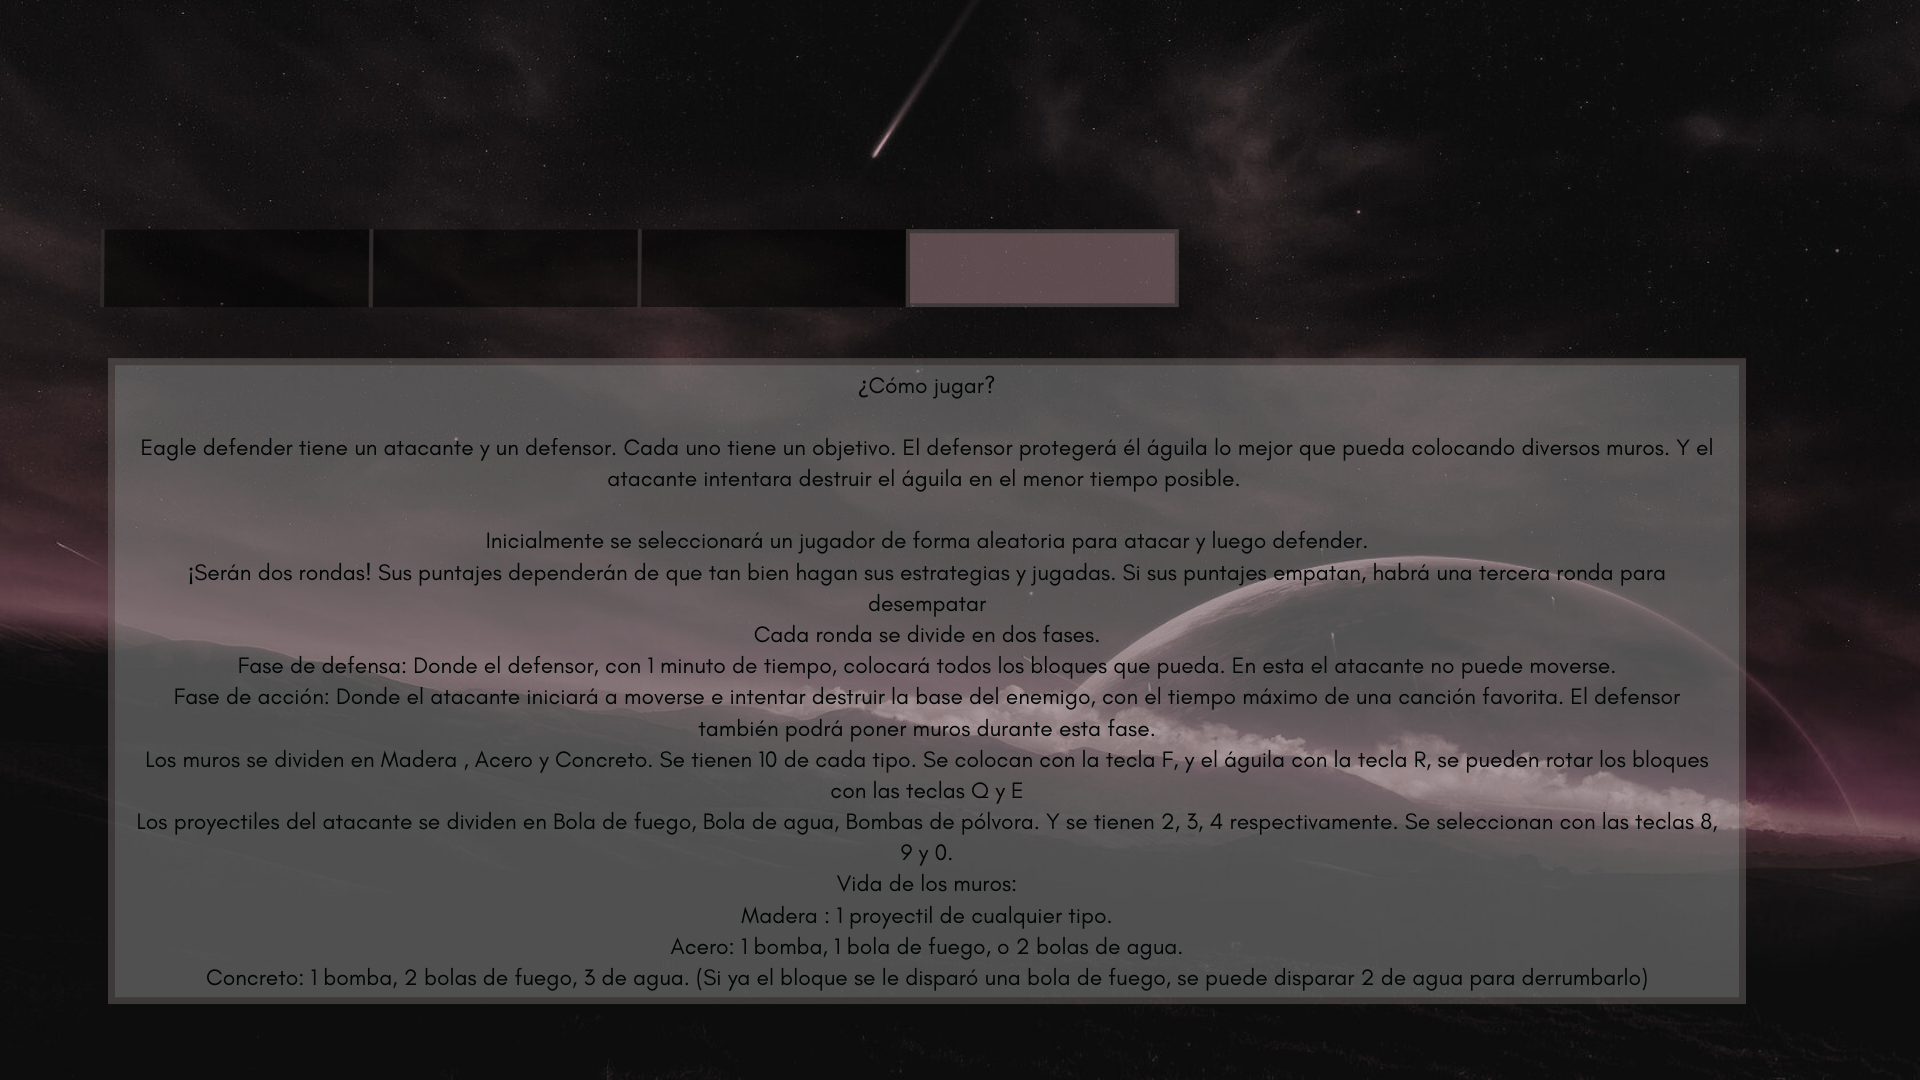 ¿Cómo jugar?
Eagle defender tiene un atacante y un defensor. Cada uno tiene un objetivo. El defensor protegerá él águila lo mejor que pueda colocando diversos muros. Y el
atacante intentara destruir el águila en el menor tiempo posible.
Inicialmente se seleccionará un jugador de forma aleatoria para atacar y luego defender.
¡Serán dos rondas! Sus puntajes dependerán de que tan bien hagan sus estrategias y jugadas. Si sus puntajes empatan, habrá una tercera ronda para
desempatar
Cada ronda se divide en dos fases.
Fase de defensa: Donde el defensor, con 1 minuto de tiempo, colocará todos los bloques que pueda. En esta el atacante no puede moverse.
Fase de acción: Donde el atacante iniciará a moverse e intentar destruir la base del enemigo, con el tiempo máximo de una canción favorita. El defensor
también podrá poner muros durante esta fase.
Los muros se dividen en Madera , Acero y Concreto. Se tienen 10 de cada tipo. Se colocan con la tecla F, y el águila con la tecla R, se pueden rotar los bloques
con las teclas Q y E
Los proyectiles del atacante se dividen en Bola de fuego, Bola de agua, Bombas de pólvora. Y se tienen 2, 3, 4 respectivamente. Se seleccionan con las teclas 8,
9 y 0.
Vida de los muros:
Madera : 1 proyectil de cualquier tipo.
Acero: 1 bomba, 1 bola de fuego, o 2 bolas de agua.
Concreto: 1 bomba, 2 bolas de fuego, 3 de agua. (Si ya el bloque se le disparó una bola de fuego, se puede disparar 2 de agua para derrumbarlo)